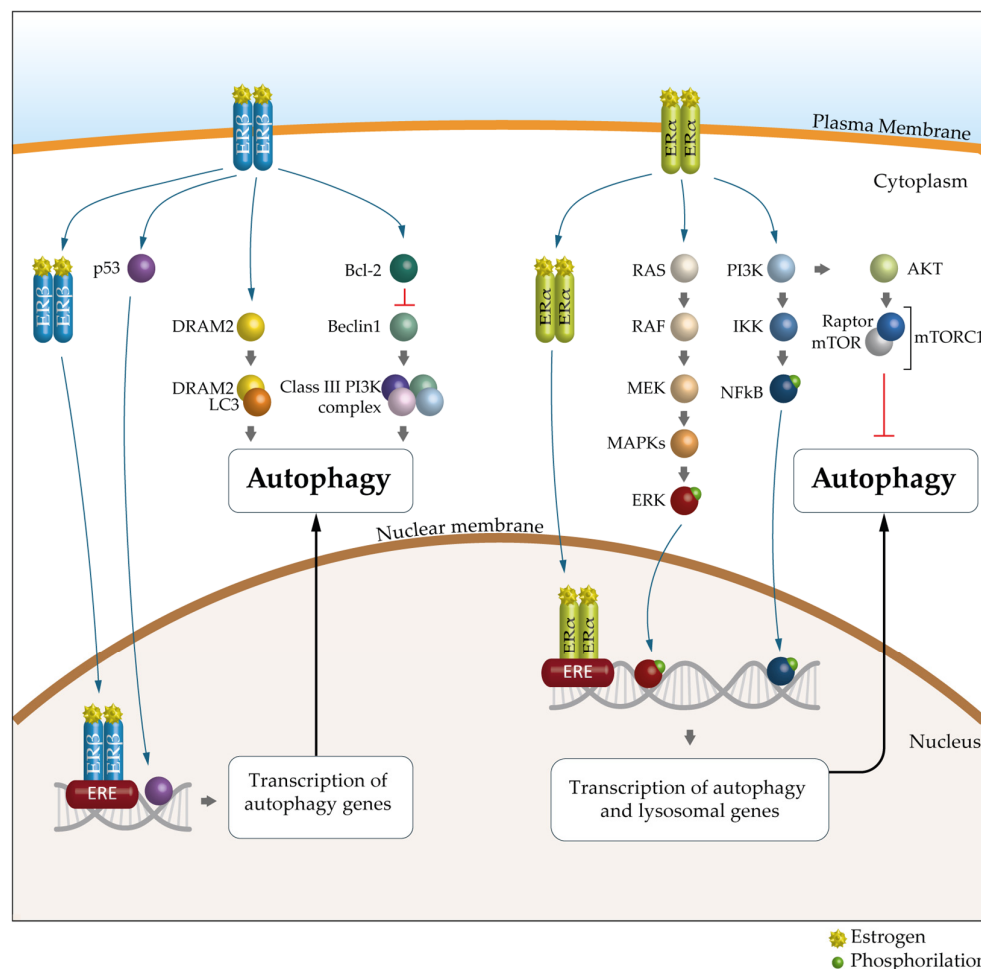 ERβ
ERβ
ERα
ERα
Plasma Membrane
Cytoplasm
ERβ
ERβ
p53
Bcl-2
DRAM2
Beclin1
DRAM2
LC3
Class III PI3K
complex
Autophagy
ERα
ERα
RAS
PI3K
AKT
RAF
IKK
Raptor
mTOR
mTORC1
MEK
NFkB
MAPKs
ERK
Autophagy
Nuclear membrane
ERα
ERα
ERE
Nucleus
ERβ
ERβ
ERE
Transcription of
autophagy genes
Transcription of autophagy
and lysosomal genes
Estrogen
Phosphorilation